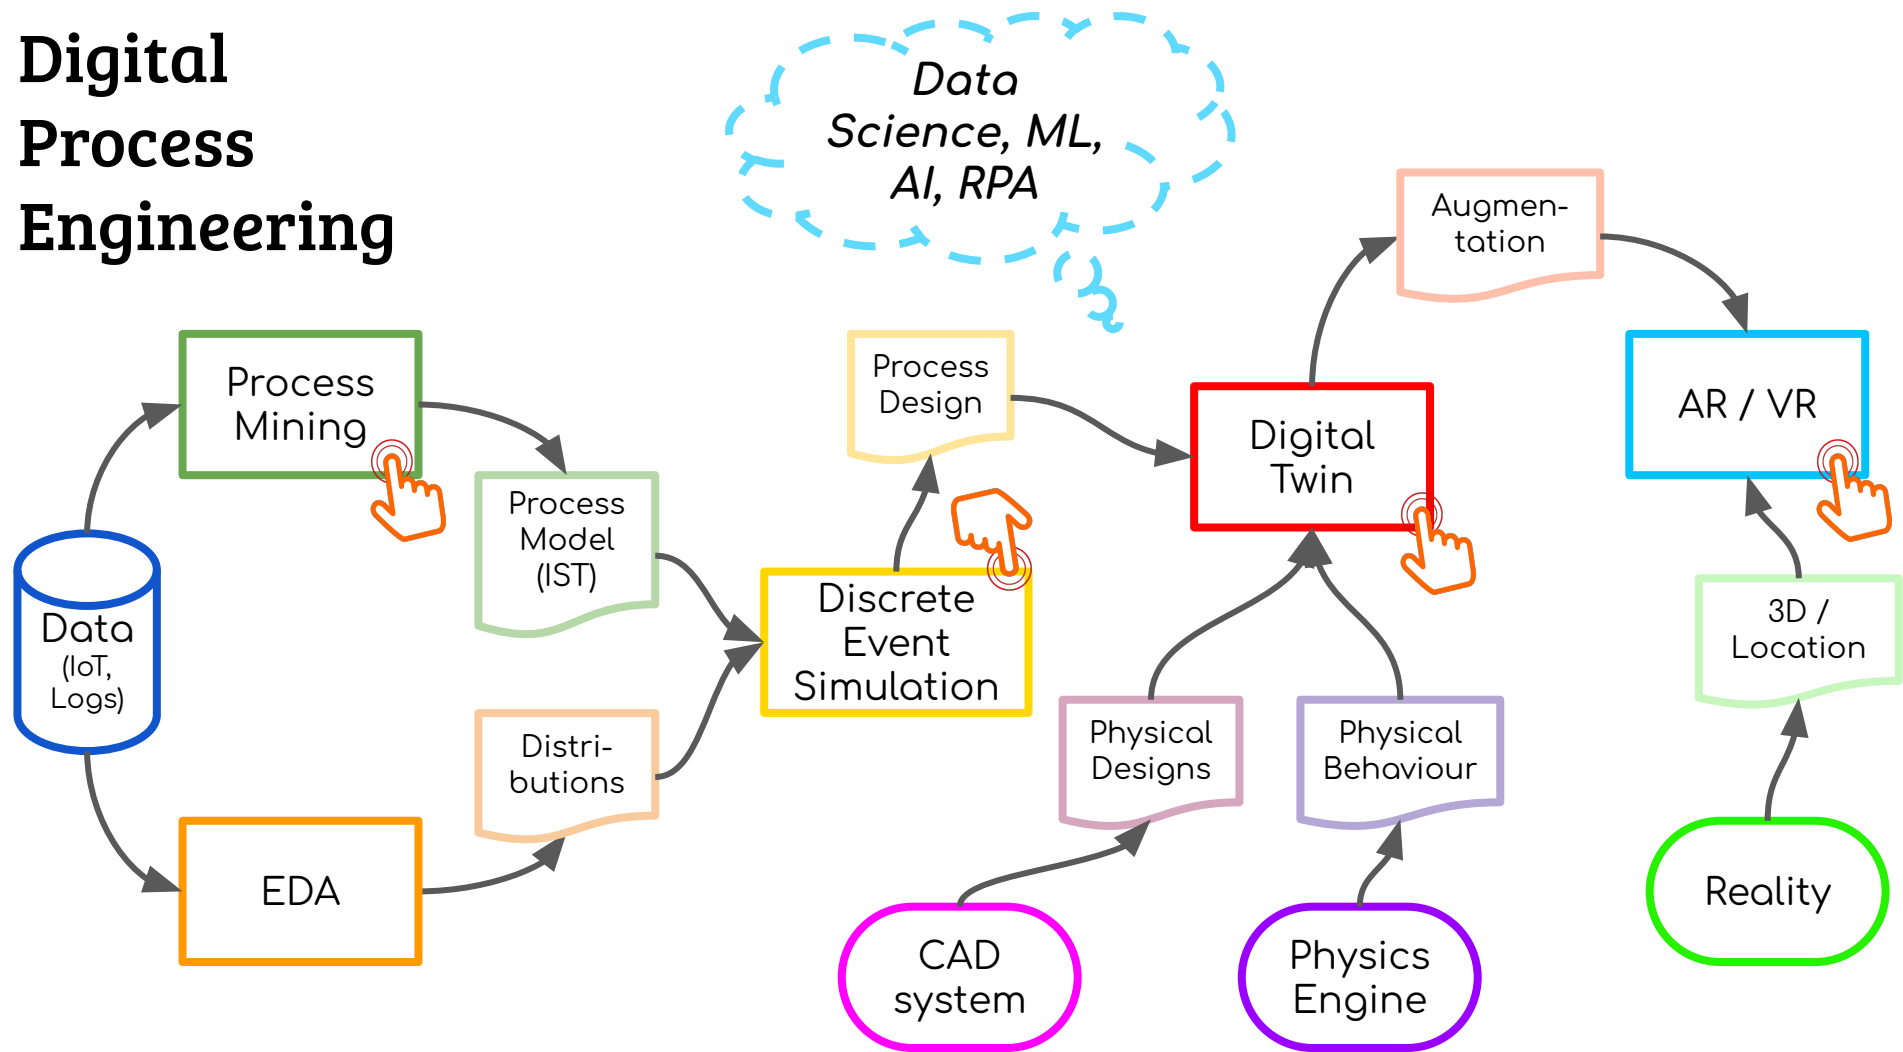 Digital
Process
Engineering
Data
Science, ML,
AI, RPA
Augmen-
tation
Process
Mining
Process
Design
Digital
Twin
AR / VR
Process
Model
(IST)
Data
(IoT,
Logs)
Discrete
Event
Simulation
3D /
Location
Distri-
butions
Physical
Designs
Physical
Behaviour
EDA
Reality
CAD
system
Physics
Engine